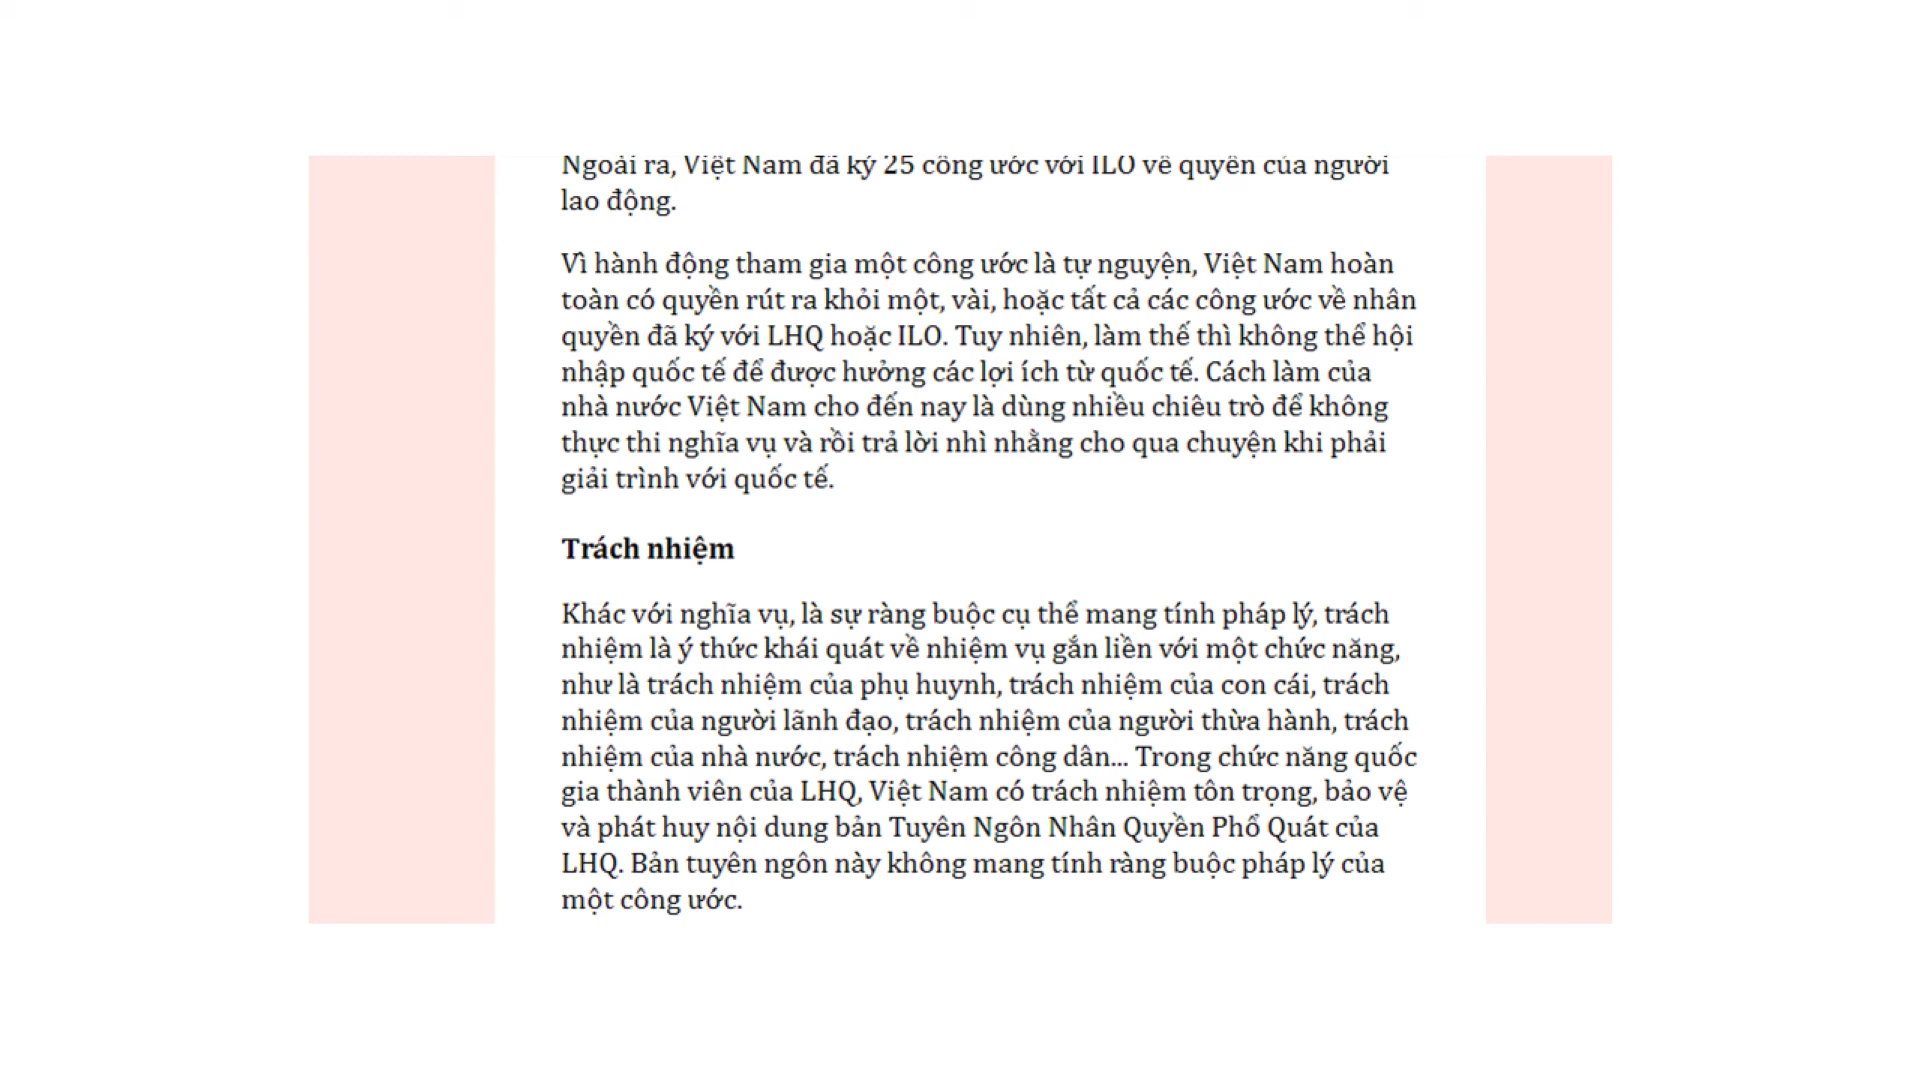 Ngoài ra, Việt Nam đã ký 25 công ước với ILO về quyền của người
lao động.
Vì hành động tham gia một công ước là tự nguyện, Việt Nam hoàn
toàn có quyền rút ra khỏi một, vài, hoặc tất cả các công ước về nhân
quyền đã ký với LHQ hoặc ILO. Tuy nhiên, làm thế thì không thể hội
nhập quốc tế để được hưởng các lợi ích từ quốc tế. Cách làm của
nhà nước Việt Nam cho đến nay là dùng nhiều chiêu trò để không
thực thi nghĩa vụ và rồi trả lời nhì nhằng cho qua chuyện khi phải
giải trình với quốc tế.
Trách nhiệm
Khác với nghĩa vụ, là sự ràng buộc cụ thể mang tính pháp lý, trách
nhiệm là ý thức khái quát về nhiệm vụ gắn liền với một chức năng,
như là trách nhiệm của phụ huynh, trách nhiệm của con cái, trách
nhiệm của người lãnh đạo, trách nhiệm của người thừa hành, trách
nhiệm của nhà nước, trách nhiệm công dân... Trong chức năng quốc
gia thành viên của LHQ, Việt Nam có trách nhiệm tôn trọng, bảo vệ
và phát huy nội dung bản Tuyên Ngôn Nhân Quyền Phổ Quát của
LHQ. Bản tuyên ngôn này không mang tính ràng buộc pháp lý của
một công ước.